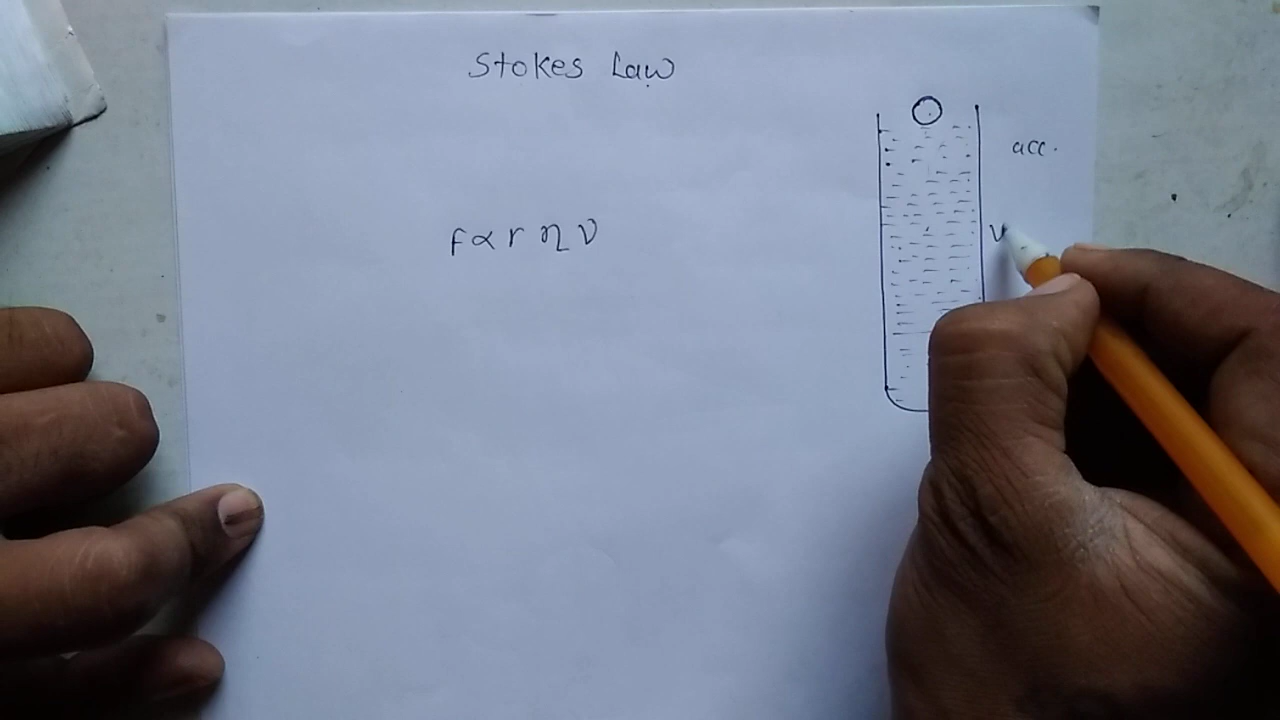 Stokes Law
acc.
F ∝ r η v
v